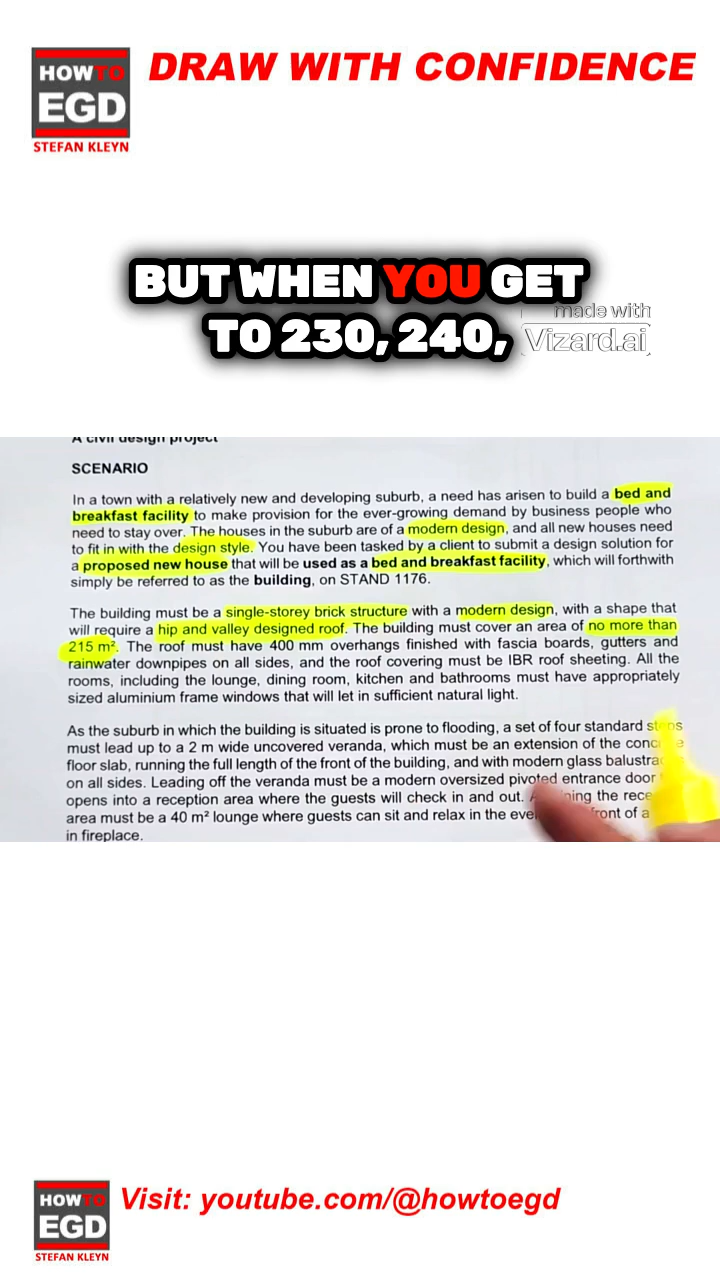 HOWTO
EGD
STEFAN KLEYN
DRAW WITH CONFIDENCE
BUT WHEN YOU GET
TO 230, 240,
made with
Vizard.ai
A civil design project
SCENARIO
In a town with a relatively new and developing suburb, a need has arisen to build a bed and
breakfast facility to make provision for the ever-growing demand by business people who
need to stay over. The houses in the suburb are of a modern design, and all new houses need
to fit in with the design style. You have been tasked by a client to submit a design solution for
a proposed new house that will be used as a bed and breakfast facility, which will forthwith
simply be referred to as the building, on STAND 1176.
The building must be a single-storey brick structure with a modern design, with a shape that
will require a hip and valley designed roof. The building must cover an area of no more than
215 m². The roof must have 400 mm overhangs finished with fascia boards, gutters and
rainwater downpipes on all sides, and the roof covering must be IBR roof sheeting. All the
rooms, including the lounge, dining room, kitchen and bathrooms must have appropriately
sized aluminium frame windows that will let in sufficient natural light.
As the suburb in which the building is situated is prone to flooding, a set of four standard steps
must lead up to a 2 m wide uncovered veranda, which must be an extension of the
floor slab, running the full length of the front of the building, and with modern glass
on all sides. Leading off the veranda must be a modern oversized pivoted entrance door
opens into a reception area where the guests will check in and out. the
area must be a 40 m² lounge where guests can sit and relax in the front of a
in fireplace.
HOWTO
EGD
STEFAN KLEYN
Visit: youtube.com/@howtoegd